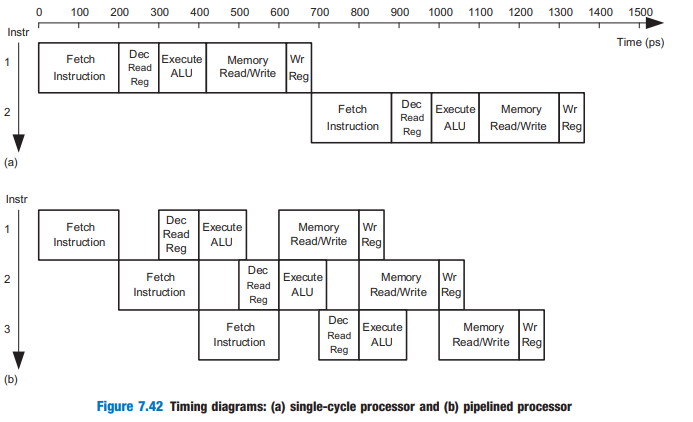 0 100 200 300 400 500 600 700 800 900 1000 1100 1200 1300 1400 1500
Time (ps)
Instr
1
Fetch
Instruction
Dec
Read
Reg
Execute
ALU
Memory
Read/Write
Wr
Reg
2
Fetch
Instruction
Dec
Read
Reg
Execute
ALU
Memory
Read/Write
Wr
Reg
(a)
Instr
1
Fetch
Instruction
Dec
Read
Reg
Execute
ALU
Memory
Read/Write
Wr
Reg
2
Fetch
Instruction
Dec
Read
Reg
Execute
ALU
Memory
Read/Write
Wr
Reg
3
Fetch
Instruction
Dec
Read
Reg
Execute
ALU
Memory
Read/Write
Wr
Reg
(b)
Figure 7.42 Timing diagrams: (a) single-cycle processor and (b) pipelined processor